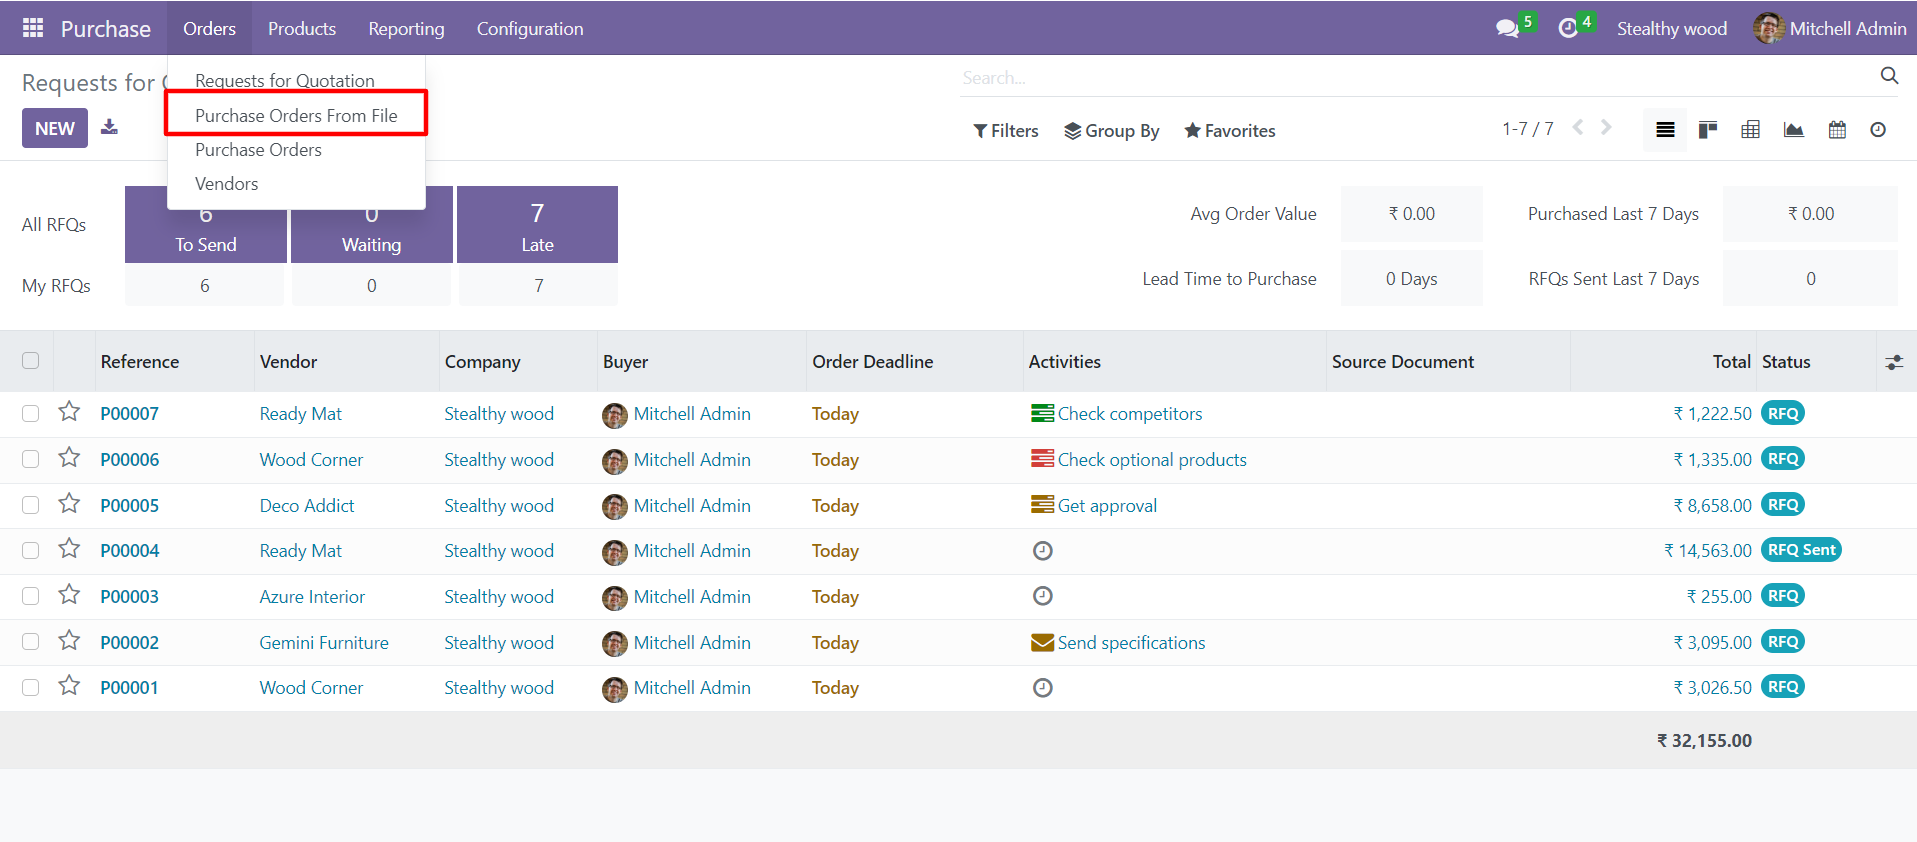 Purchase Orders Products Reporting Configuration 5 4 Stealthy wood Mitchell Admin
Requests for
Requests for Quotation
Purchase Orders From File
Purchase Orders
Vendors
Search...
NEW
Filters Group By Favorites 1-7 / 7
All RFQs 6 To Send 0 Waiting 7 Late
My RFQs 6 0 7
Avg Order Value ₹ 0.00 Purchased Last 7 Days ₹ 0.00
Lead Time to Purchase 0 Days RFQs Sent Last 7 Days 0
Reference Vendor Company Buyer Order Deadline Activities Source Document Total Status
P00007 Ready Mat Stealthy wood Mitchell Admin Today Check competitors ₹ 1,222.50 RFQ
P00006 Wood Corner Stealthy wood Mitchell Admin Today Check optional products ₹ 1,335.00 RFQ
P00005 Deco Addict Stealthy wood Mitchell Admin Today Get approval ₹ 8,658.00 RFQ
P00004 Ready Mat Stealthy wood Mitchell Admin Today ₹ 14,563.00 RFQ Sent
P00003 Azure Interior Stealthy wood Mitchell Admin Today ₹ 255.00 RFQ
P00002 Gemini Furniture Stealthy wood Mitchell Admin Today Send specifications ₹ 3,095.00 RFQ
P00001 Wood Corner Stealthy wood Mitchell Admin Today ₹ 3,026.50 RFQ
₹ 32,155.00